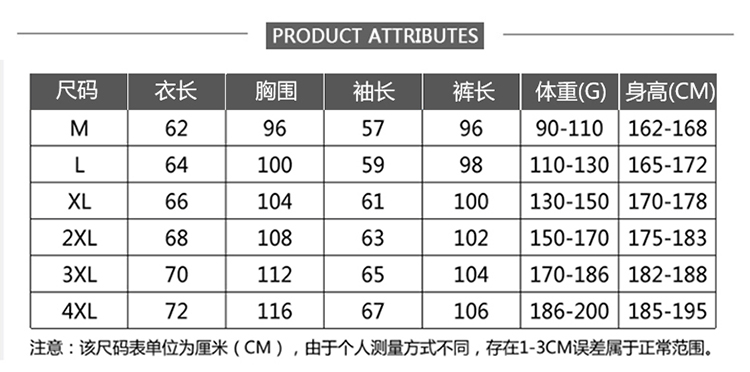 PRODUCT ATTRIBUTES
尺码 衣长 胸围 袖长 裤长 体重(G) 身高(CM)
M 62 96 57 96 90-110 162-168
L 64 100 59 98 110-130 165-172
XL 66 104 61 100 130-150 170-178
2XL 68 108 63 102 150-170 175-183
3XL 70 112 65 104 170-186 182-188
4XL 72 116 67 106 186-200 185-195
注意：该尺码表单位为厘米（CM），由于个人测量方式不同，存在1-3CM误差属于正常范围。